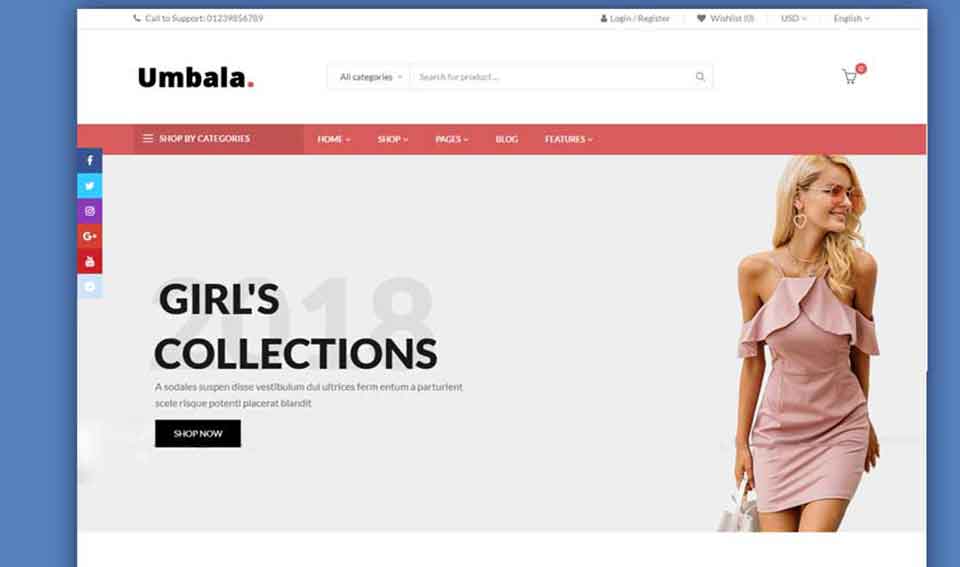 Call to Support: 01239856789
Login / Register
Wishlist (0)
USD
English
Umbala.
All categories
Search for product ...
0
SHOP BY CATEGORIES
HOME
SHOP
PAGES
BLOG
FEATURES
2018
GIRL'S
COLLECTIONS
A sodales suspen disse vestibulum dui ultrices ferm entum a parturient
scele risque potenti placerat blandit
SHOP NOW